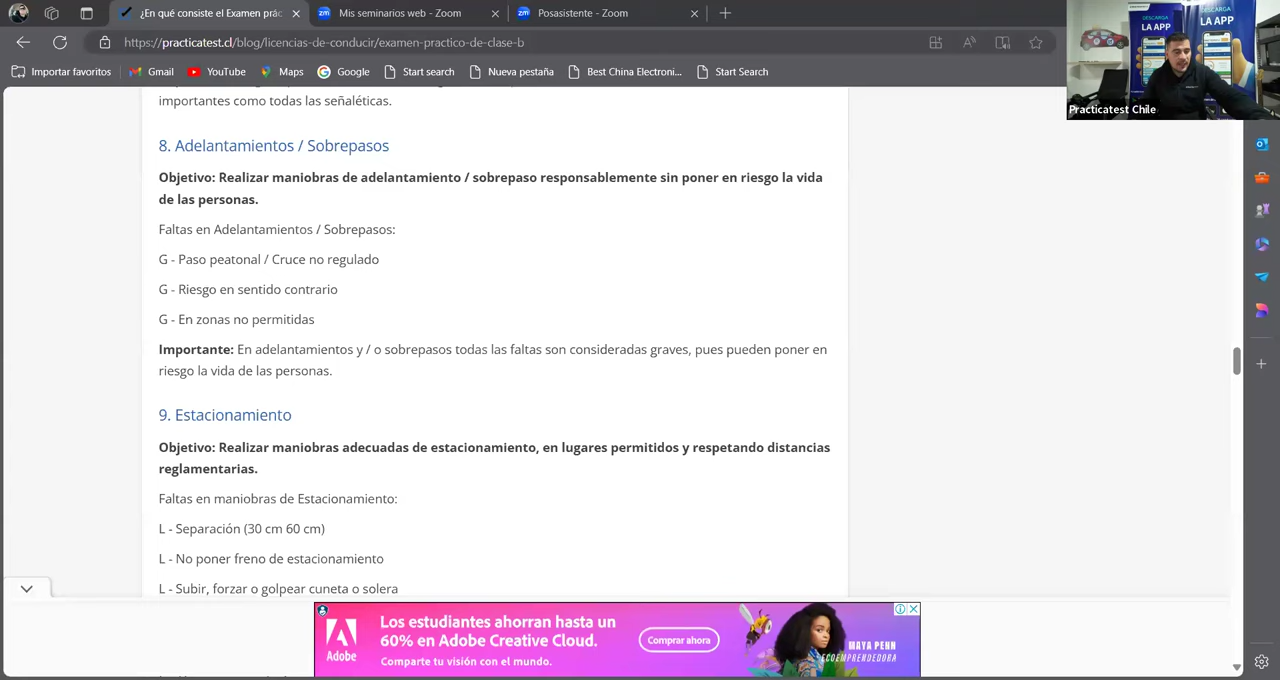 ¿En qué consiste el Examen prác
Mis seminarios web - Zoom
Posasistente - Zoom
https://practicatest.cl/blog/licencias-de-conducir/examen-practico-de-clase-b
Importar favoritos
Gmail
YouTube
Maps
Google
Start search
Nueva pestaña
Best China Electroni...
Start Search
DESCARGA
LA APP
DESCARGA
LA APP
Practicatest Chile
importantes como todas las señaléticas.
8. Adelantamientos / Sobrepasos
Objetivo: Realizar maniobras de adelantamiento / sobrepaso responsablemente sin poner en riesgo la vida
de las personas.
Faltas en Adelantamientos / Sobrepasos:
G - Paso peatonal / Cruce no regulado
G - Riesgo en sentido contrario
G - En zonas no permitidas
Importante: En adelantamientos y / o sobrepasos todas las faltas son consideradas graves, pues pueden poner en
riesgo la vida de las personas.
9. Estacionamiento
Objetivo: Realizar maniobras adecuadas de estacionamiento, en lugares permitidos y respetando distancias
reglamentarias.
Faltas en maniobras de Estacionamiento:
L - Separación (30 cm 60 cm)
L - No poner freno de estacionamiento
L - Subir, forzar o golpear cuneta o solera
Adobe
Los estudiantes ahorran hasta un
60% en Adobe Creative Cloud.
Comparte tu visión con el mundo.
Comprar ahora
MAYA PENN
ECOEMPRENDEDORA